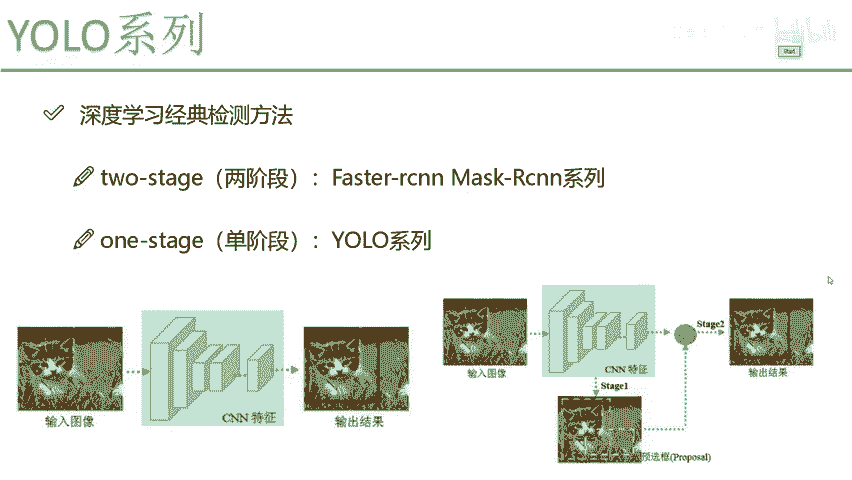 YOLO系列
Start
深度学习经典检测方法
two-stage（两阶段）：Faster-rcnn Mask-Rcnn系列
one-stage（单阶段）：YOLO系列
输入图像
CNN 特征
输出结果
输入图像
CNN 特征
Stage1
预选框(Proposal)
Stage2
输出结果